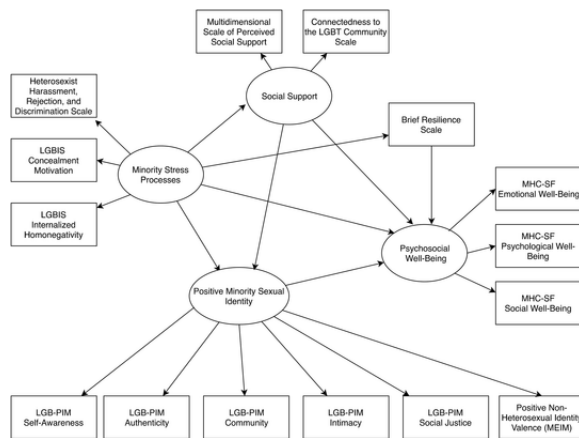 Multidimensional
Scale of Perceived
Social Support
Connectedness to
the LGBT Community
Scale
Heterosexist
Harassment,
Rejection, and
Discrimination Scale
Social Support
Brief Resilience
Scale
LGBIS
Concealment
Motivation
Minority Stress
Processes
MHC-SF
Emotional Well-Being
LGBIS
Internalized
Homonegativity
Psychosocial
Well-Being
MHC-SF
Psychological Well-
Being
Positive Minority Sexual
Identity
MHC-SF
Social Well-Being
LGB-PIM
Self-Awareness
LGB-PIM
Authenticity
LGB-PIM
Community
LGB-PIM
Intimacy
LGB-PIM
Social Justice
Positive Non-
Heterosexual Identity
Valence (MEIM)